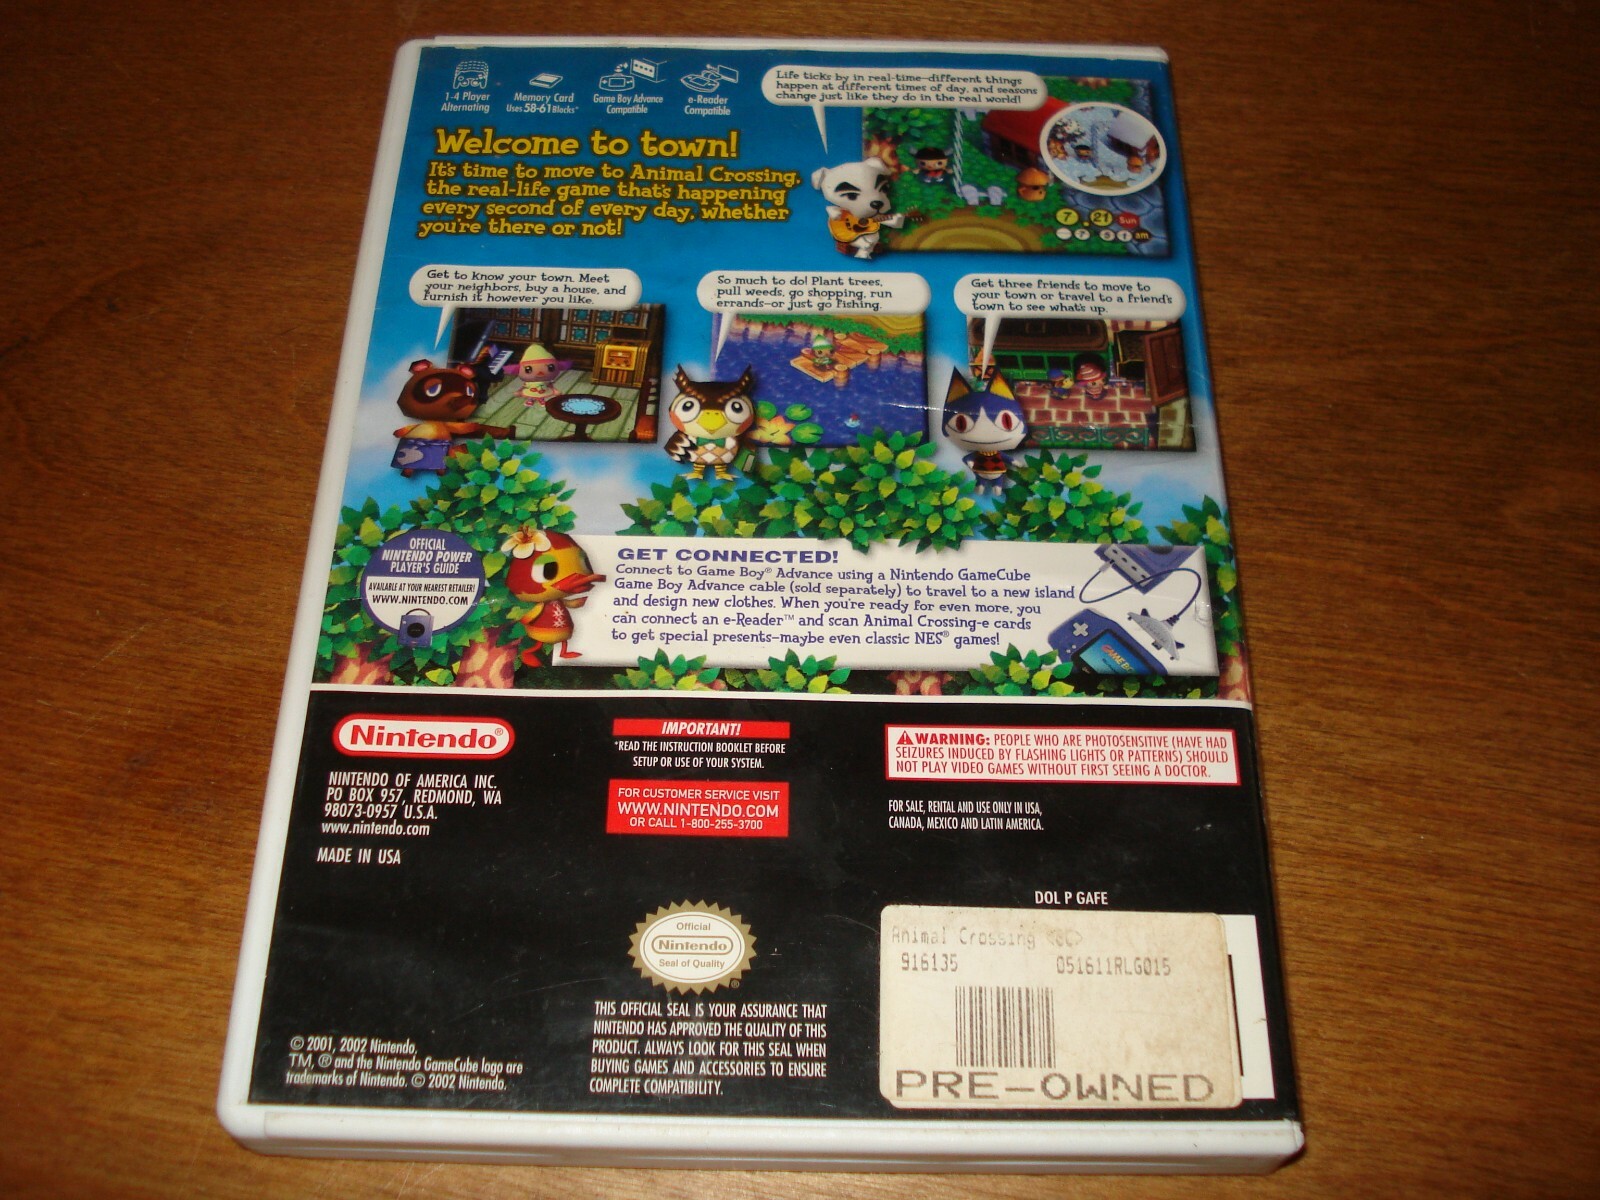 1-4 Player
Alternating
Memory Card
Uses 58-61 Blocks*
Game Boy Advance
Compatible
e-Reader
Compatible
Life ticks by in real-time–different things
happen at different times of day, and seasons
change just like they do in the real world!
Welcome to town!
It's time to move to Animal Crossing,
the real-life game that's happening
every second of every day, whether
you're there or not!
7 . 21 Sun
7 51 am
Get to know your town. Meet
your neighbors, buy a house, and
furnish it however you like.
So much to do! Plant trees,
pull weeds, go shopping, run
errands–or just go fishing.
Get three friends to move to
your town or travel to a friend's
town to see what's up.
OFFICIAL
NINTENDO POWER
PLAYER'S GUIDE
AVAILABLE AT YOUR NEAREST RETAILER!
WWW.NINTENDO.COM
GET CONNECTED!
Connect to Game Boy® Advance using a Nintendo GameCube
Game Boy Advance cable (sold separately) to travel to a new island
and design new clothes. When you're ready for even more, you
can connect an e-Reader™ and scan Animal Crossing-e cards
to get special presents–maybe even classic NES® games!
Nintendo®
NINTENDO OF AMERICA INC.
PO BOX 957, REDMOND, WA
98073-0957 U.S.A.
www.nintendo.com
MADE IN USA
IMPORTANT!
*READ THE INSTRUCTION BOOKLET BEFORE
SETUP OR USE OF YOUR SYSTEM.
FOR CUSTOMER SERVICE VISIT
WWW.NINTENDO.COM
OR CALL 1-800-255-3700
WARNING: PEOPLE WHO ARE PHOTOSENSITIVE (HAVE HAD
SEIZURES INDUCED BY FLASHING LIGHTS OR PATTERNS) SHOULD
NOT PLAY VIDEO GAMES WITHOUT FIRST SEEING A DOCTOR.
FOR SALE, RENTAL AND USE ONLY IN USA,
CANADA, MEXICO AND LATIN AMERICA.
DOL P GAFE
Official
Nintendo
Seal of Quality
®
THIS OFFICIAL SEAL IS YOUR ASSURANCE THAT
NINTENDO HAS APPROVED THE QUALITY OF THIS
PRODUCT. ALWAYS LOOK FOR THIS SEAL WHEN
BUYING GAMES AND ACCESSORIES TO ENSURE
COMPLETE COMPATIBILITY.
© 2001, 2002 Nintendo.
TM, ® and the Nintendo GameCube logo are
trademarks of Nintendo. © 2002 Nintendo.
Animal Crossing
916135 051611RLG015
PRE-OWNED